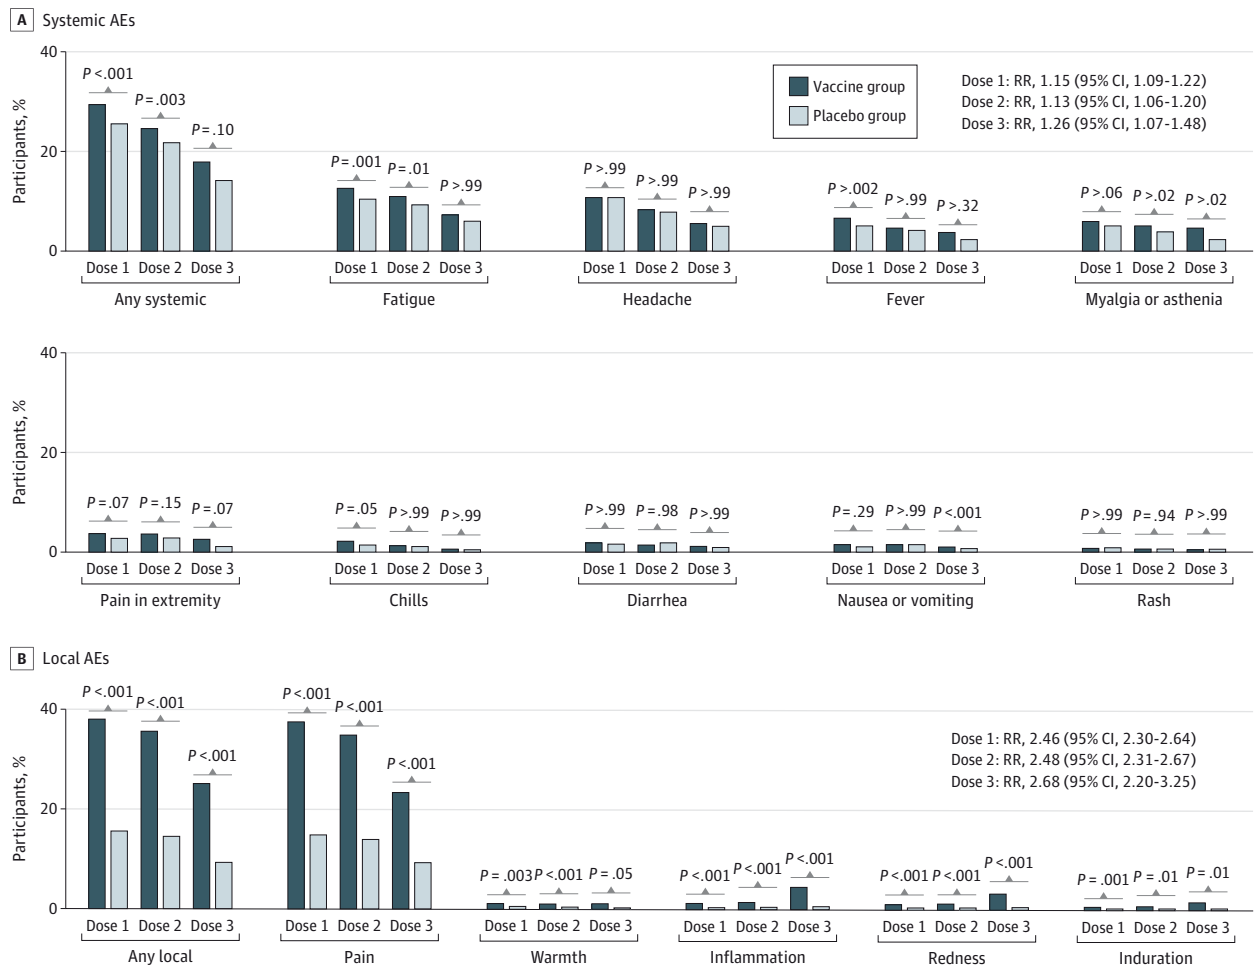 A Systemic AEs
40
20
0
Participants, %
P <.001
P = .003
P = .10
P = .001
P = .01
P >.99
P >.99
P >.99
P >.99
P >.002
P >.99
P >.32
P >.06
P >.02
P >.02
Vaccine group
Placebo group
Dose 1: RR, 1.15 (95% CI, 1.09-1.22)
Dose 2: RR, 1.13 (95% CI, 1.06-1.20)
Dose 3: RR, 1.26 (95% CI, 1.07-1.48)
Dose 1 Dose 2 Dose 3 Dose 1 Dose 2 Dose 3 Dose 1 Dose 2 Dose 3 Dose 1 Dose 2 Dose 3 Dose 1 Dose 2 Dose 3
Any systemic Fatigue Headache Fever Myalgia or asthenia
40
20
0
Participants, %
P = .07
P = .15
P = .07
P = .05
P >.99
P >.99
P >.99
P = .98
P >.99
P = .29
P >.99
P <.001
P >.99
P = .94
P >.99
Dose 1 Dose 2 Dose 3 Dose 1 Dose 2 Dose 3 Dose 1 Dose 2 Dose 3 Dose 1 Dose 2 Dose 3 Dose 1 Dose 2 Dose 3
Pain in extremity Chills Diarrhea Nausea or vomiting Rash
B Local AEs
40
20
0
Participants, %
P <.001
P <.001
P <.001
P <.001
P <.001
P <.001
P = .003
P <.001
P = .05
P <.001
P <.001
P <.001
P <.001
P <.001
P <.001
P = .001
P = .01
P = .01
Dose 1: RR, 2.46 (95% CI, 2.30-2.64)
Dose 2: RR, 2.48 (95% CI, 2.31-2.67)
Dose 3: RR, 2.68 (95% CI, 2.20-3.25)
Dose 1 Dose 2 Dose 3 Dose 1 Dose 2 Dose 3 Dose 1 Dose 2 Dose 3 Dose 1 Dose 2 Dose 3 Dose 1 Dose 2 Dose 3 Dose 1 Dose 2 Dose 3
Any local Pain Warmth Inflammation Redness Induration